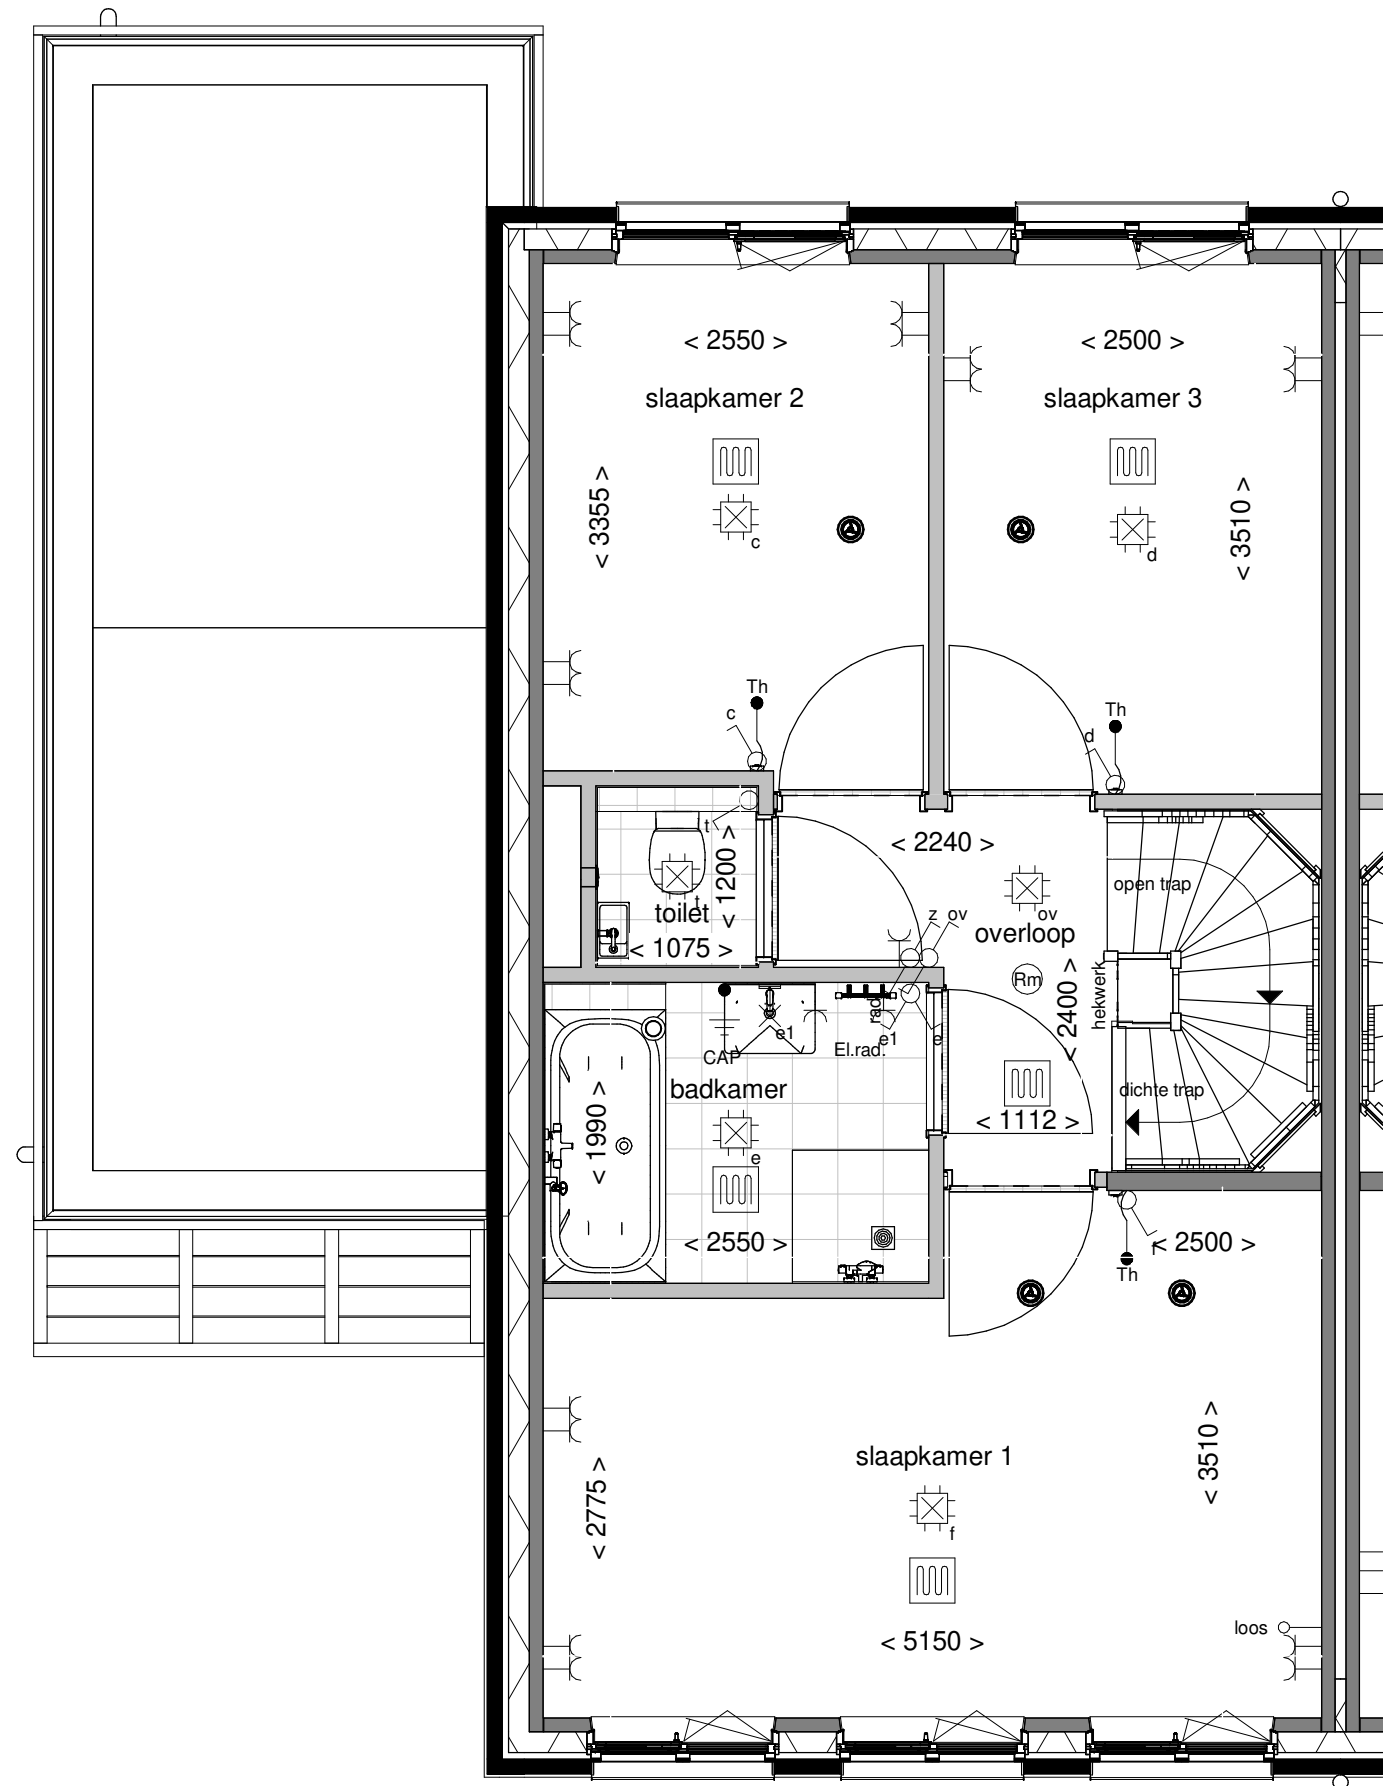 < 2550 >
< 2500 >
slaapkamer 2
slaapkamer 3
< 3355 >
< 3510 >
c
d
Th
c
Th
d
t
< 1200 >
< 2240 >
open trap
t
toilet
z ov
ov
overloop
< 1075 >
Rm
< 2400 >
hekwerk
rad.
e1
e1
e
CAP
El.rad.
badkamer
dichte trap
< 1990 >
< 1112 >
e
< 2550 >
f
< 2500 >
Th
slaapkamer 1
< 3510 >
< 2775 >
f
loos
< 5150 >